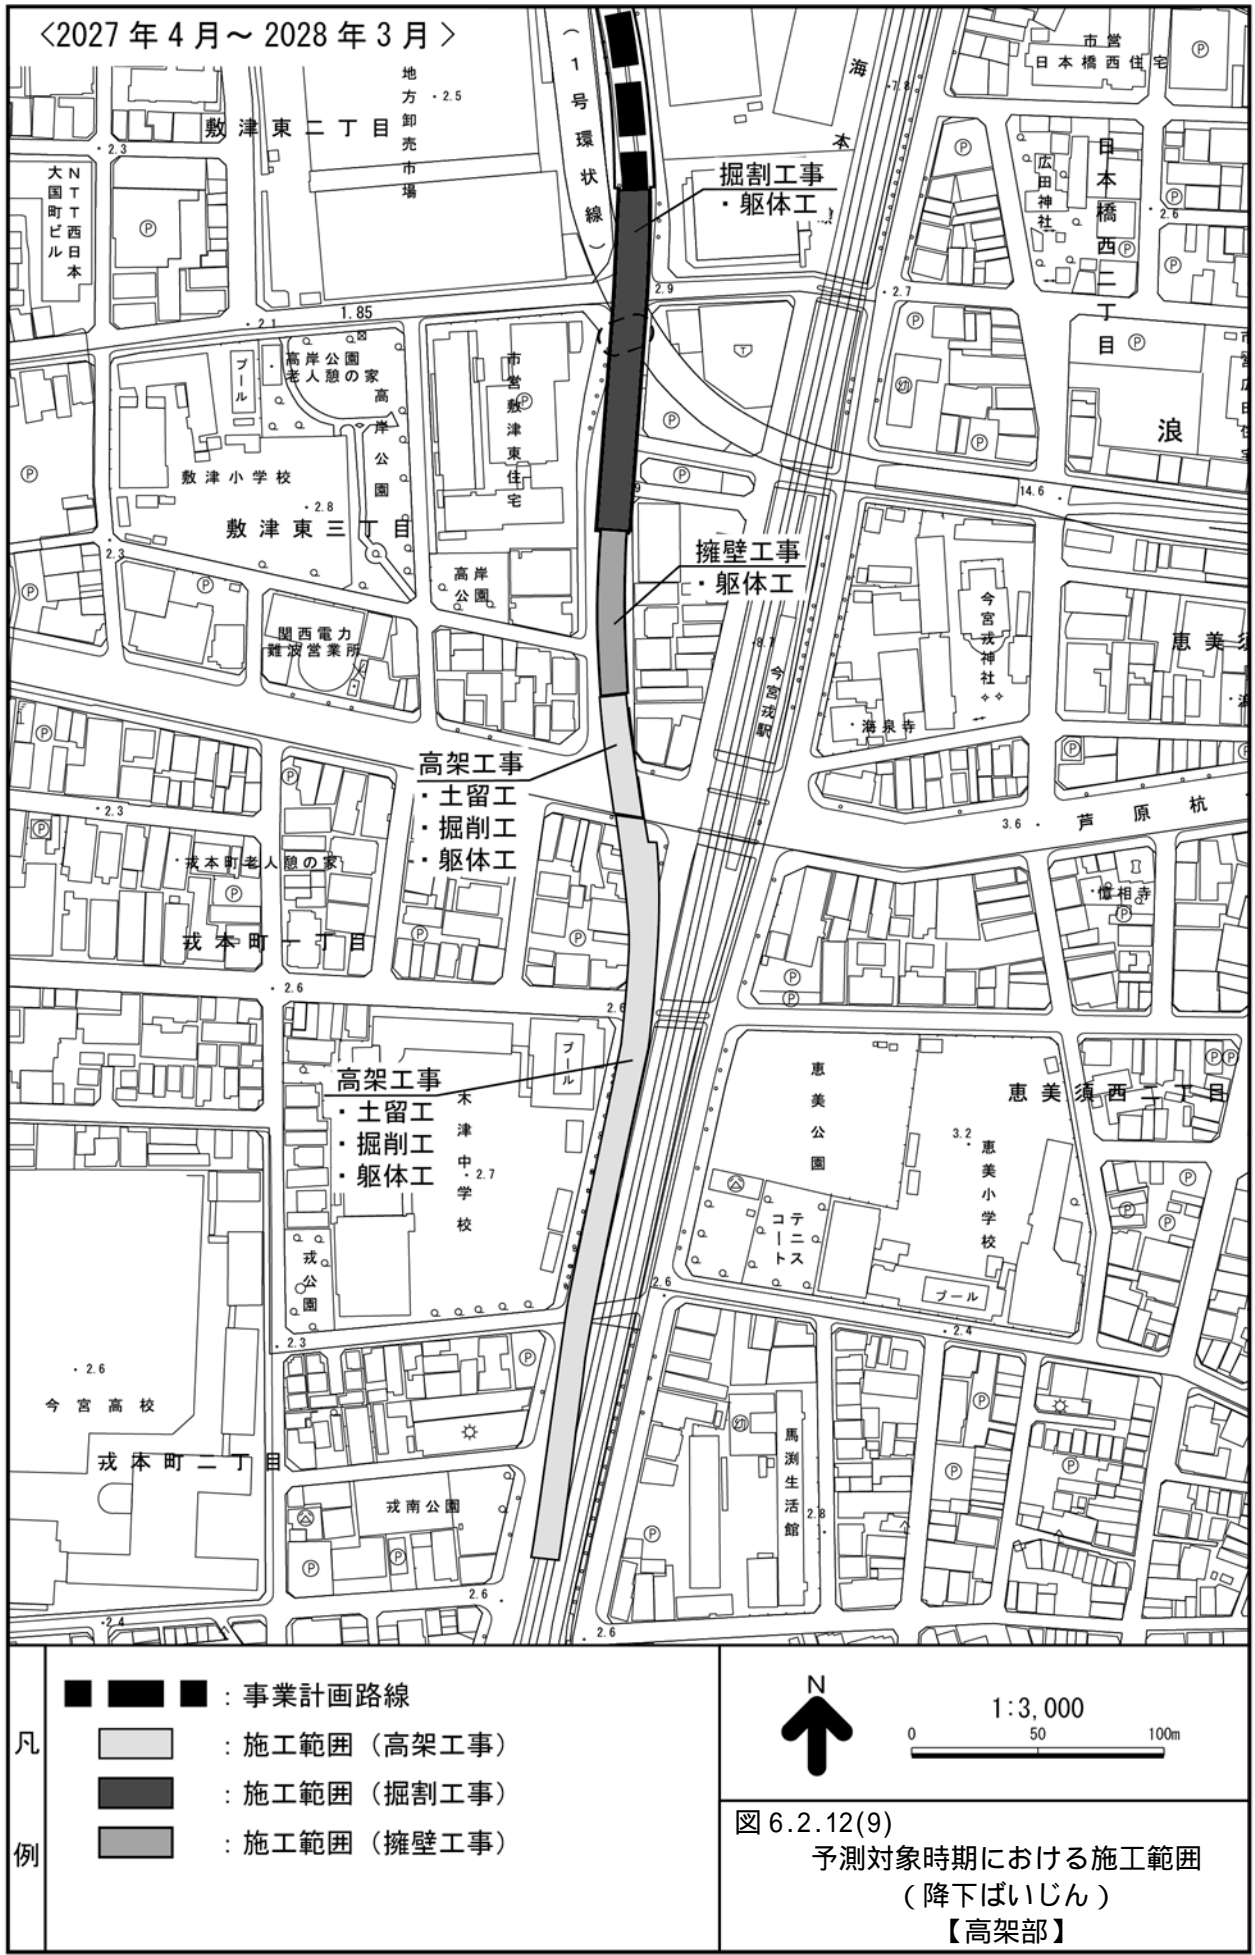 <2027年4月～2028年3月>
敷津東二丁目
地方卸売市場
・2.5
(1号環状線)
海
本
7.8
市営
日本橋西住宅
Ⓟ
・2.3
NTT西日本
大国町ビル
Ⓟ
掘割工事
・躯体工
広田神社
日本橋西二丁目
Ⓟ
Ⓟ
・2.6
Ⓟ
Ⓟ
2.9
・2.7
1.85
・2.1
高岸公園
老人憩の家
プール
高岸公園
市営敷津東住宅
Ⓟ
Ⓟ
Ⓟ
Ⓟ
浪
Ⓟ
敷津小学校
・2.8
Ⓟ
Ⓟ
14.6
敷津東三丁目
・2.3
擁壁工事
・躯体工
高岸
公園
Ⓟ
Ⓟ
関西電力
難波営業所
8.7
今宮戎駅
今宮戎神社
恵美須
・海泉寺
Ⓟ
Ⓟ
Ⓟ
高架工事
・土留工
・掘削工
・躯体工
・2.3
3.6・
芦原杭
Ⓟ
・戎本町老人憩の家
Ⓟ
戎本町一丁目
Ⓟ
Ⓟ
Ⓟ
Ⓟ
Ⓟ
・2.6
2.6
プール
高架工事
・土留工
・掘削工
・躯体工
木津中学校
・2.7
恵美公園
恵美須西二丁目
ⓅⓅ
3.2
恵美小学校
テニス
コート
プール
Ⓟ
Ⓟ
Ⓟ
戎公園
2.6
・2.3
・2.4
・2.6
今宮高校
戎本町二丁目
Ⓟ
戎南公園
Ⓟ
Ⓟ
馬渕生活館
2.8
Ⓟ
Ⓟ
Ⓟ
Ⓟ
2.6
・2.4
・2.6
凡例
：事業計画路線
：施工範囲（高架工事）
：施工範囲（掘割工事）
：施工範囲（擁壁工事）
N
1:3,000
0 50 100m
図 6.2.12(9)
予測対象時期における施工範囲
（降下ばいじん）
【高架部】